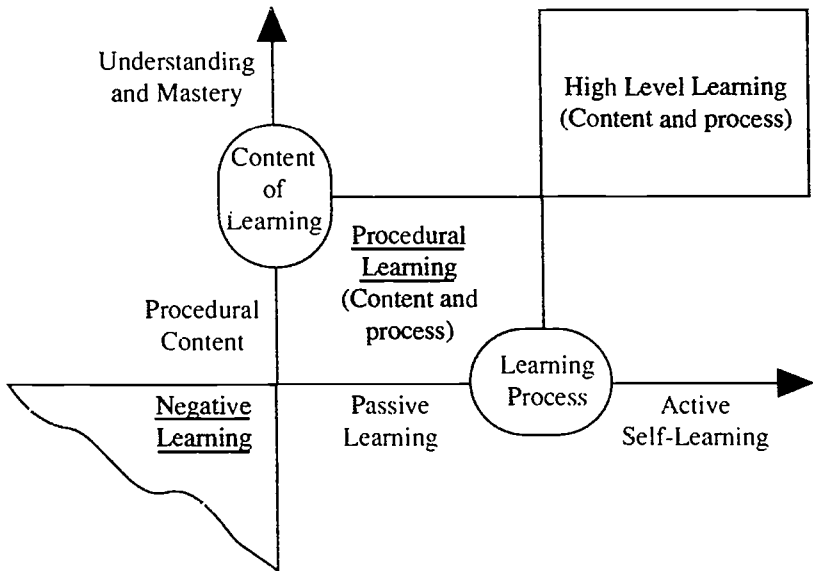 Understanding
and Mastery
High Level Learning
(Content and process)
Content
of
Learning
Procedural
Learning
(Content and
process)
Procedural
Content
Learning
Process
Negative
Learning
Passive
Learning
Active
Self-Learning